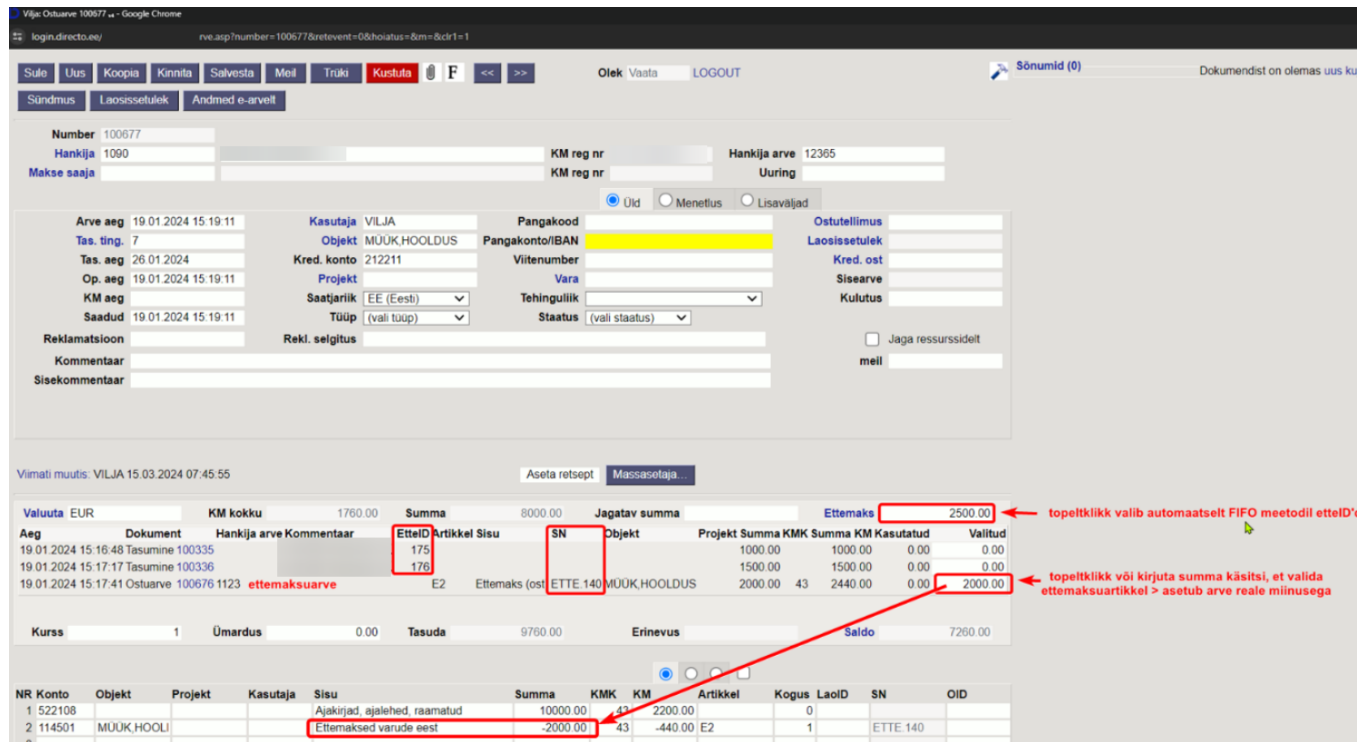 Vilja: Ostuarve 100677 - Google Chrome
login.directo.ee/ rve.asp?number=100677&retevent=0&hoiatus=&m=&clr1=1
Sule Uus Koopia Kinnita Salvesta Meil Trüki Kustuta F << >> Olek Vaata LOGOUT Sõnumid (0) Dokumendist on olemas uus ku
Sündmus Laosissetulek Andmed e-arvelt
Number 100677
Hankija 1090 KM reg nr Hankija arve 12365
Makse saaja KM reg nr Uuring
Üld Menetlus Lisaväljad
Arve aeg 19.01.2024 15:19:11 Kasutaja VILJA Pangakood Ostutellimus
Tas. ting. 7 Objekt MÜÜK,HOOLDUS Pangakonto/IBAN Laosissetulek
Tas. aeg 26.01.2024 Kred. konto 212211 Viitenumber Kred. ost
Op. aeg 19.01.2024 15:19:11 Projekt Vara Sisearve
KM aeg Saatjariik EE (Eesti) Tehinguliik Kulutus
Saadud 19.01.2024 15:19:11 Tüüp (vali tüüp) Staatus (vali staatus)
Reklamatsioon Rekl. selgitus Jaga ressurssidelt
Kommentaar meil
Sisekommentaar
Viimati muutis: VILJA 15.03.2024 07:45:55 Aseta retsept Massasetaja...
Valuuta EUR KM kokku 1760.00 Summa 8000.00 Jagatav summa Ettemaks 2500.00 topeltklikk valib automaatselt FIFO meetodil etteID'
Aeg Dokument Hankija arve Kommentaar EtteID Artikkel Sisu SN Objekt Projekt Summa KMK Summa KM Kasutatud Valitud
19.01.2024 15:16:48 Tasumine 100335 175 1000.00 1000.00 0.00 0.00
19.01.2024 15:17:17 Tasumine 100336 176 1500.00 1500.00 0.00 0.00
19.01.2024 15:17:41 Ostuarve 100676 1123 ettemaksuarve E2 Ettemaks (ost ETTE.140 MÜÜK,HOOLDUS 2000.00 43 2440.00 0.00 2000.00
topeltklikk või kirjuta summa käsitsi, et valida
ettemaksuartikkel > asetub arve reale miinusega
Kurss 1 Ümardus 0.00 Tasuda 9760.00 Erinevus Saldo 7260.00
NR Konto Objekt Projekt Kasutaja Sisu Summa KMK KM Artikkel Kogus LaoID SN OID
1 522108 Ajakirjad, ajalehed, raamatud 10000.00 43 2200.00 0
2 114501 MÜÜK,HOOLI Ettemaksed varude eest -2000.00 43 -440.00 E2 1 ETTE.140